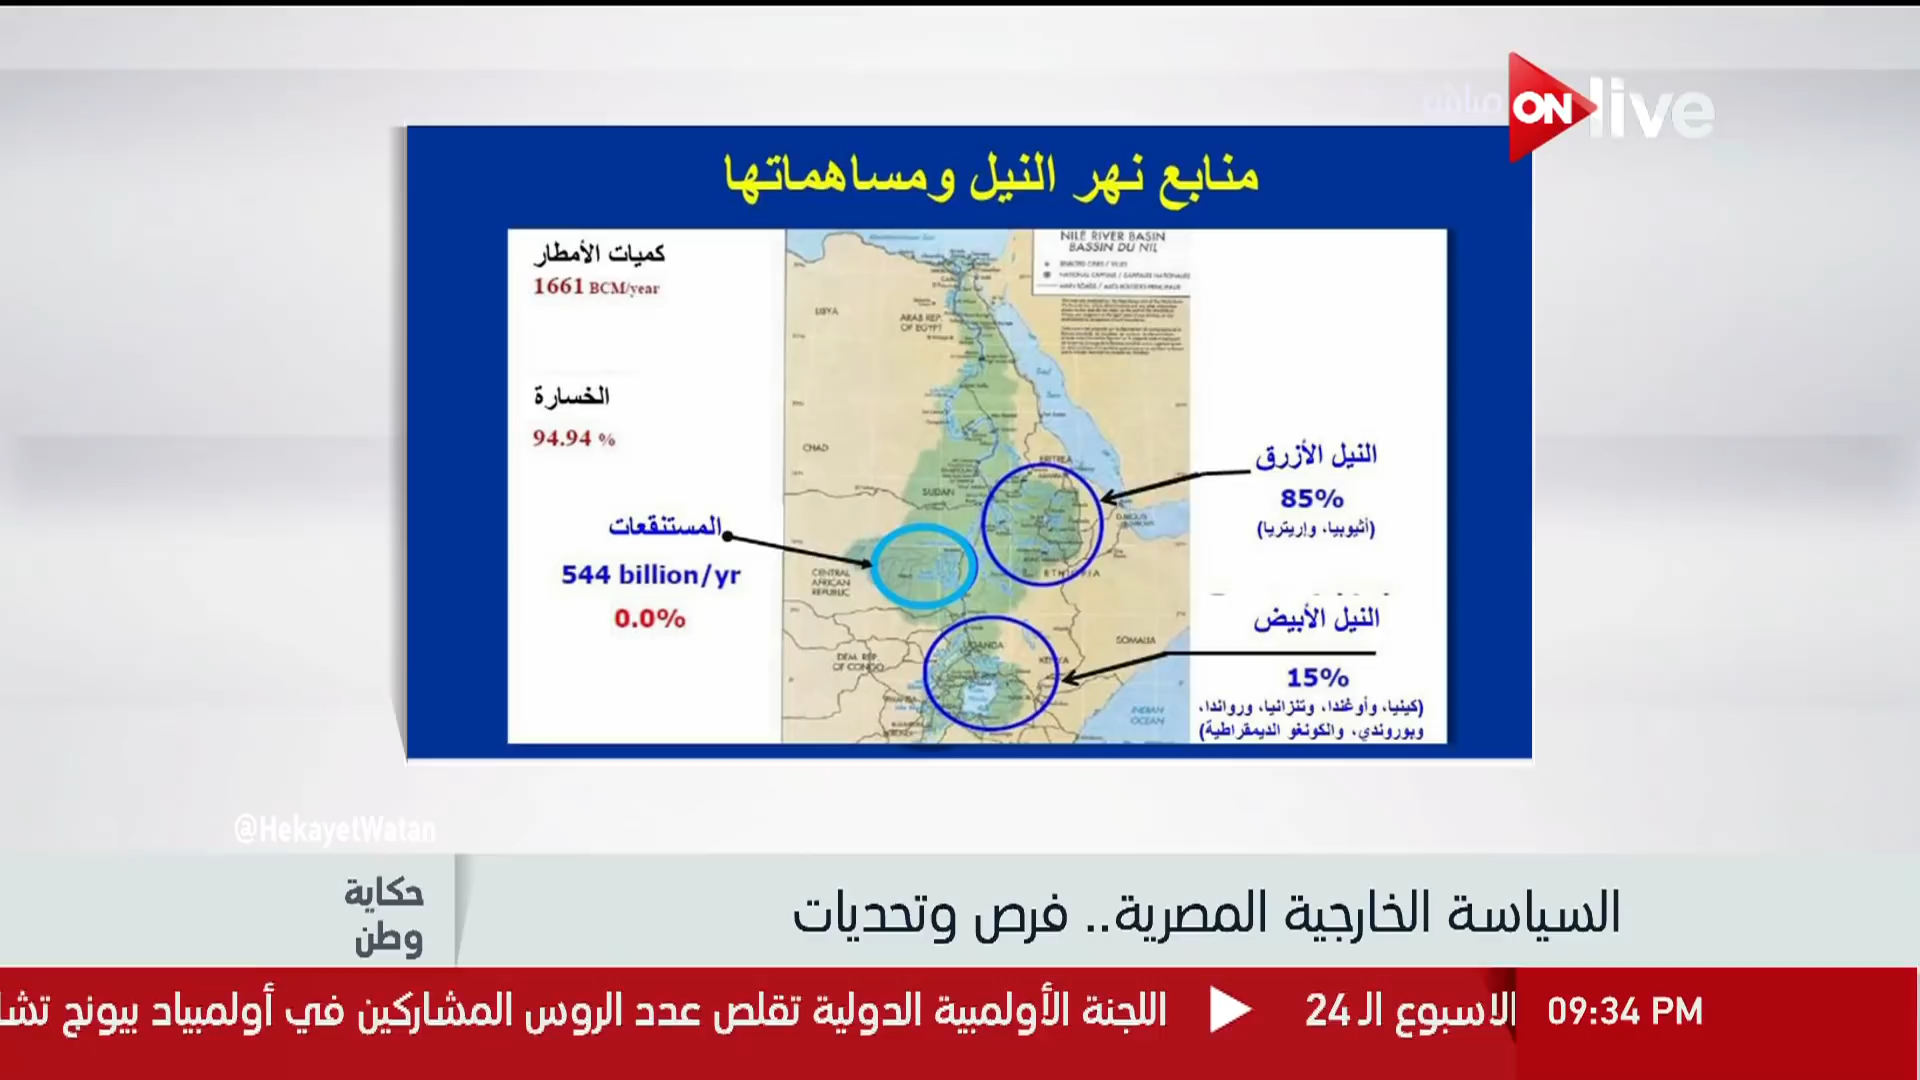 مباشر
ON live
منابع نهر النيل ومساهماتها
كميات الأمطار
1661 BCM/year
الخسارة
94.94 %
المستنقعات
544 billion/yr
0.0%
NILE RIVER BASIN
BASSIN DU NIL
LIBYA
ARAB REP.
OF EGYPT
CHAD
SUDAN
ERITREA
ETHIOPIA
CENTRAL
AFRICAN
REPUBLIC
UGANDA
KENYA
SOMALIA
DEM. REP.
OF CONGO
INDIAN
OCEAN
النيل الأزرق
85%
(أثيوبيا، وإريتريا)
النيل الأبيض
15%
(كينيا، وأوغندا، وتنزانيا، ورواندا،
وبوروندي، والكونغو الديمقراطية)
@HekayetWatan
السياسة الخارجية المصرية.. فرص وتحديات
حكاية
وطن
09:34 PM
الاسبوع الـ 24
اللجنة الأولمبية الدولية تقلص عدد الروس المشاركين في أولمبياد بيونج تشا